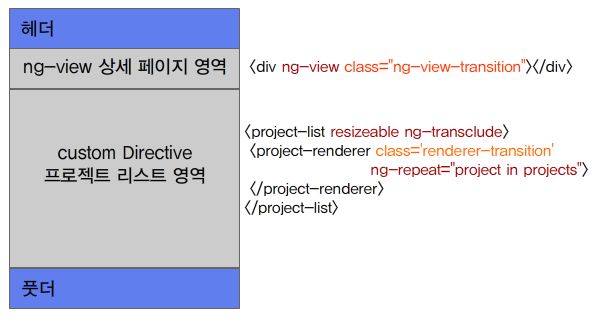 헤더
ng-view 상세 페이지 영역
<div ng-view class="ng-view-transition"></div>
custom Directive
프로젝트 리스트 영역
<project-list resizeable ng-transclude>
<project-renderer class='renderer-transition'
ng-repeat="project in projects">
</project-renderer>
</project-list>
풋더